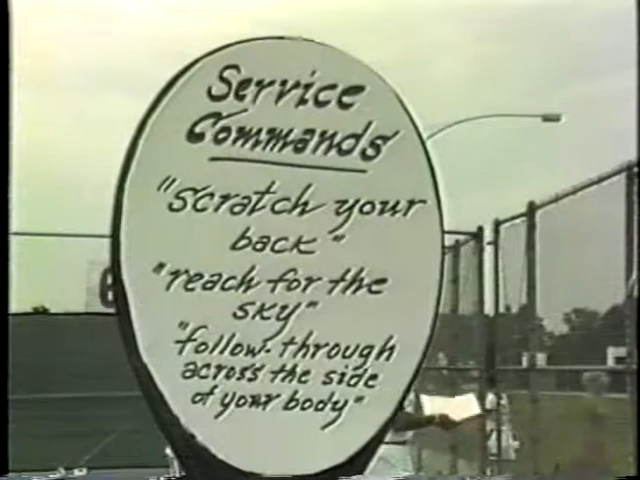 Service
Commands
"scratch your
back"
"reach for the
sky"
"follow-through
across the side
of your body"